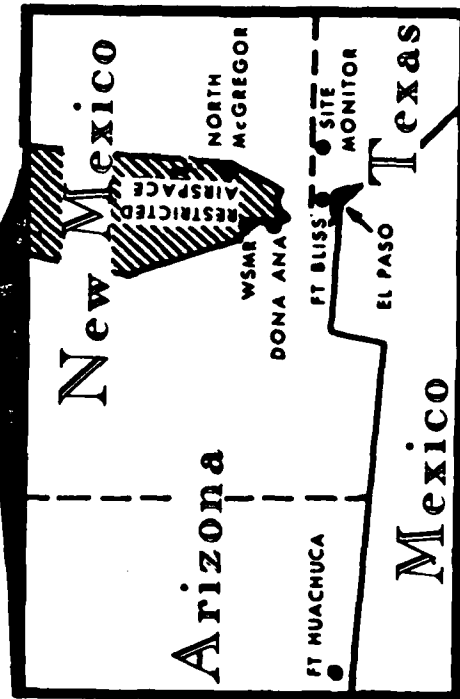 New Mexico
Arizona
RESTRICTED
AIRSPACE
NORTH
McGREGOR
WSMR
DONA ANA
FT BLISS
SITE
MONITOR
EL PASO
FT HUACHUCA
Texas
Mexico